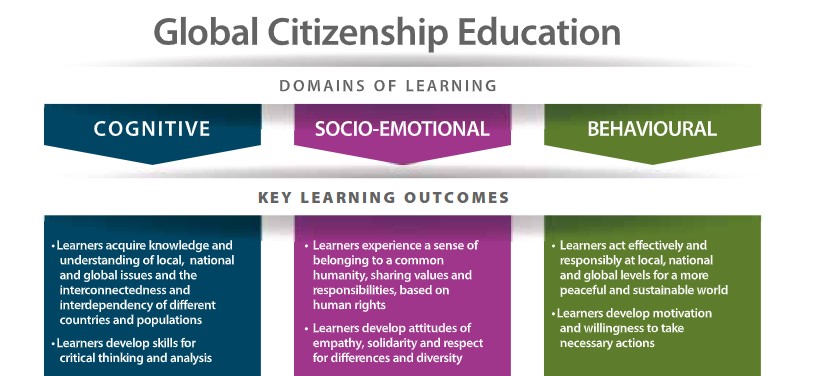 Global Citizenship Education
DOMAINS OF LEARNING
COGNITIVE
SOCIO-EMOTIONAL
BEHAVIOURAL
KEY LEARNING OUTCOMES
•Learners acquire knowledge and
understanding of local, national
and global issues and the
interconnectedness and
interdependency of different
countries and populations
•Learners develop skills for
critical thinking and analysis
• Learners experience a sense of
belonging to a common
humanity, sharing values and
responsibilities, based on
human rights
• Learners develop attitudes of
empathy, solidarity and respect
for differences and diversity
• Learners act effectively and
responsibly at local, national
and global levels for a more
peaceful and sustainable world
•Learners develop motivation
and willingness to take
necessary actions